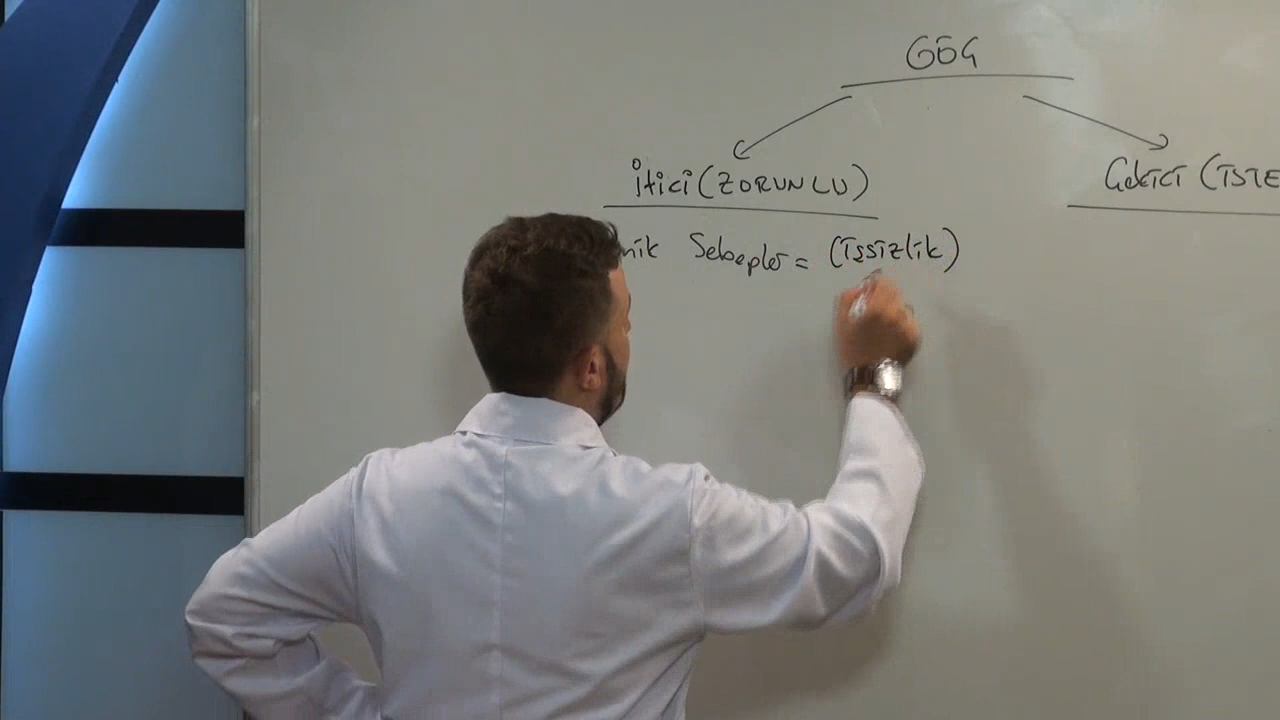 GÖÇ
İtici (ZORUNLU) Çekici (İSTE
mik Sebepler = (İşsizlik)